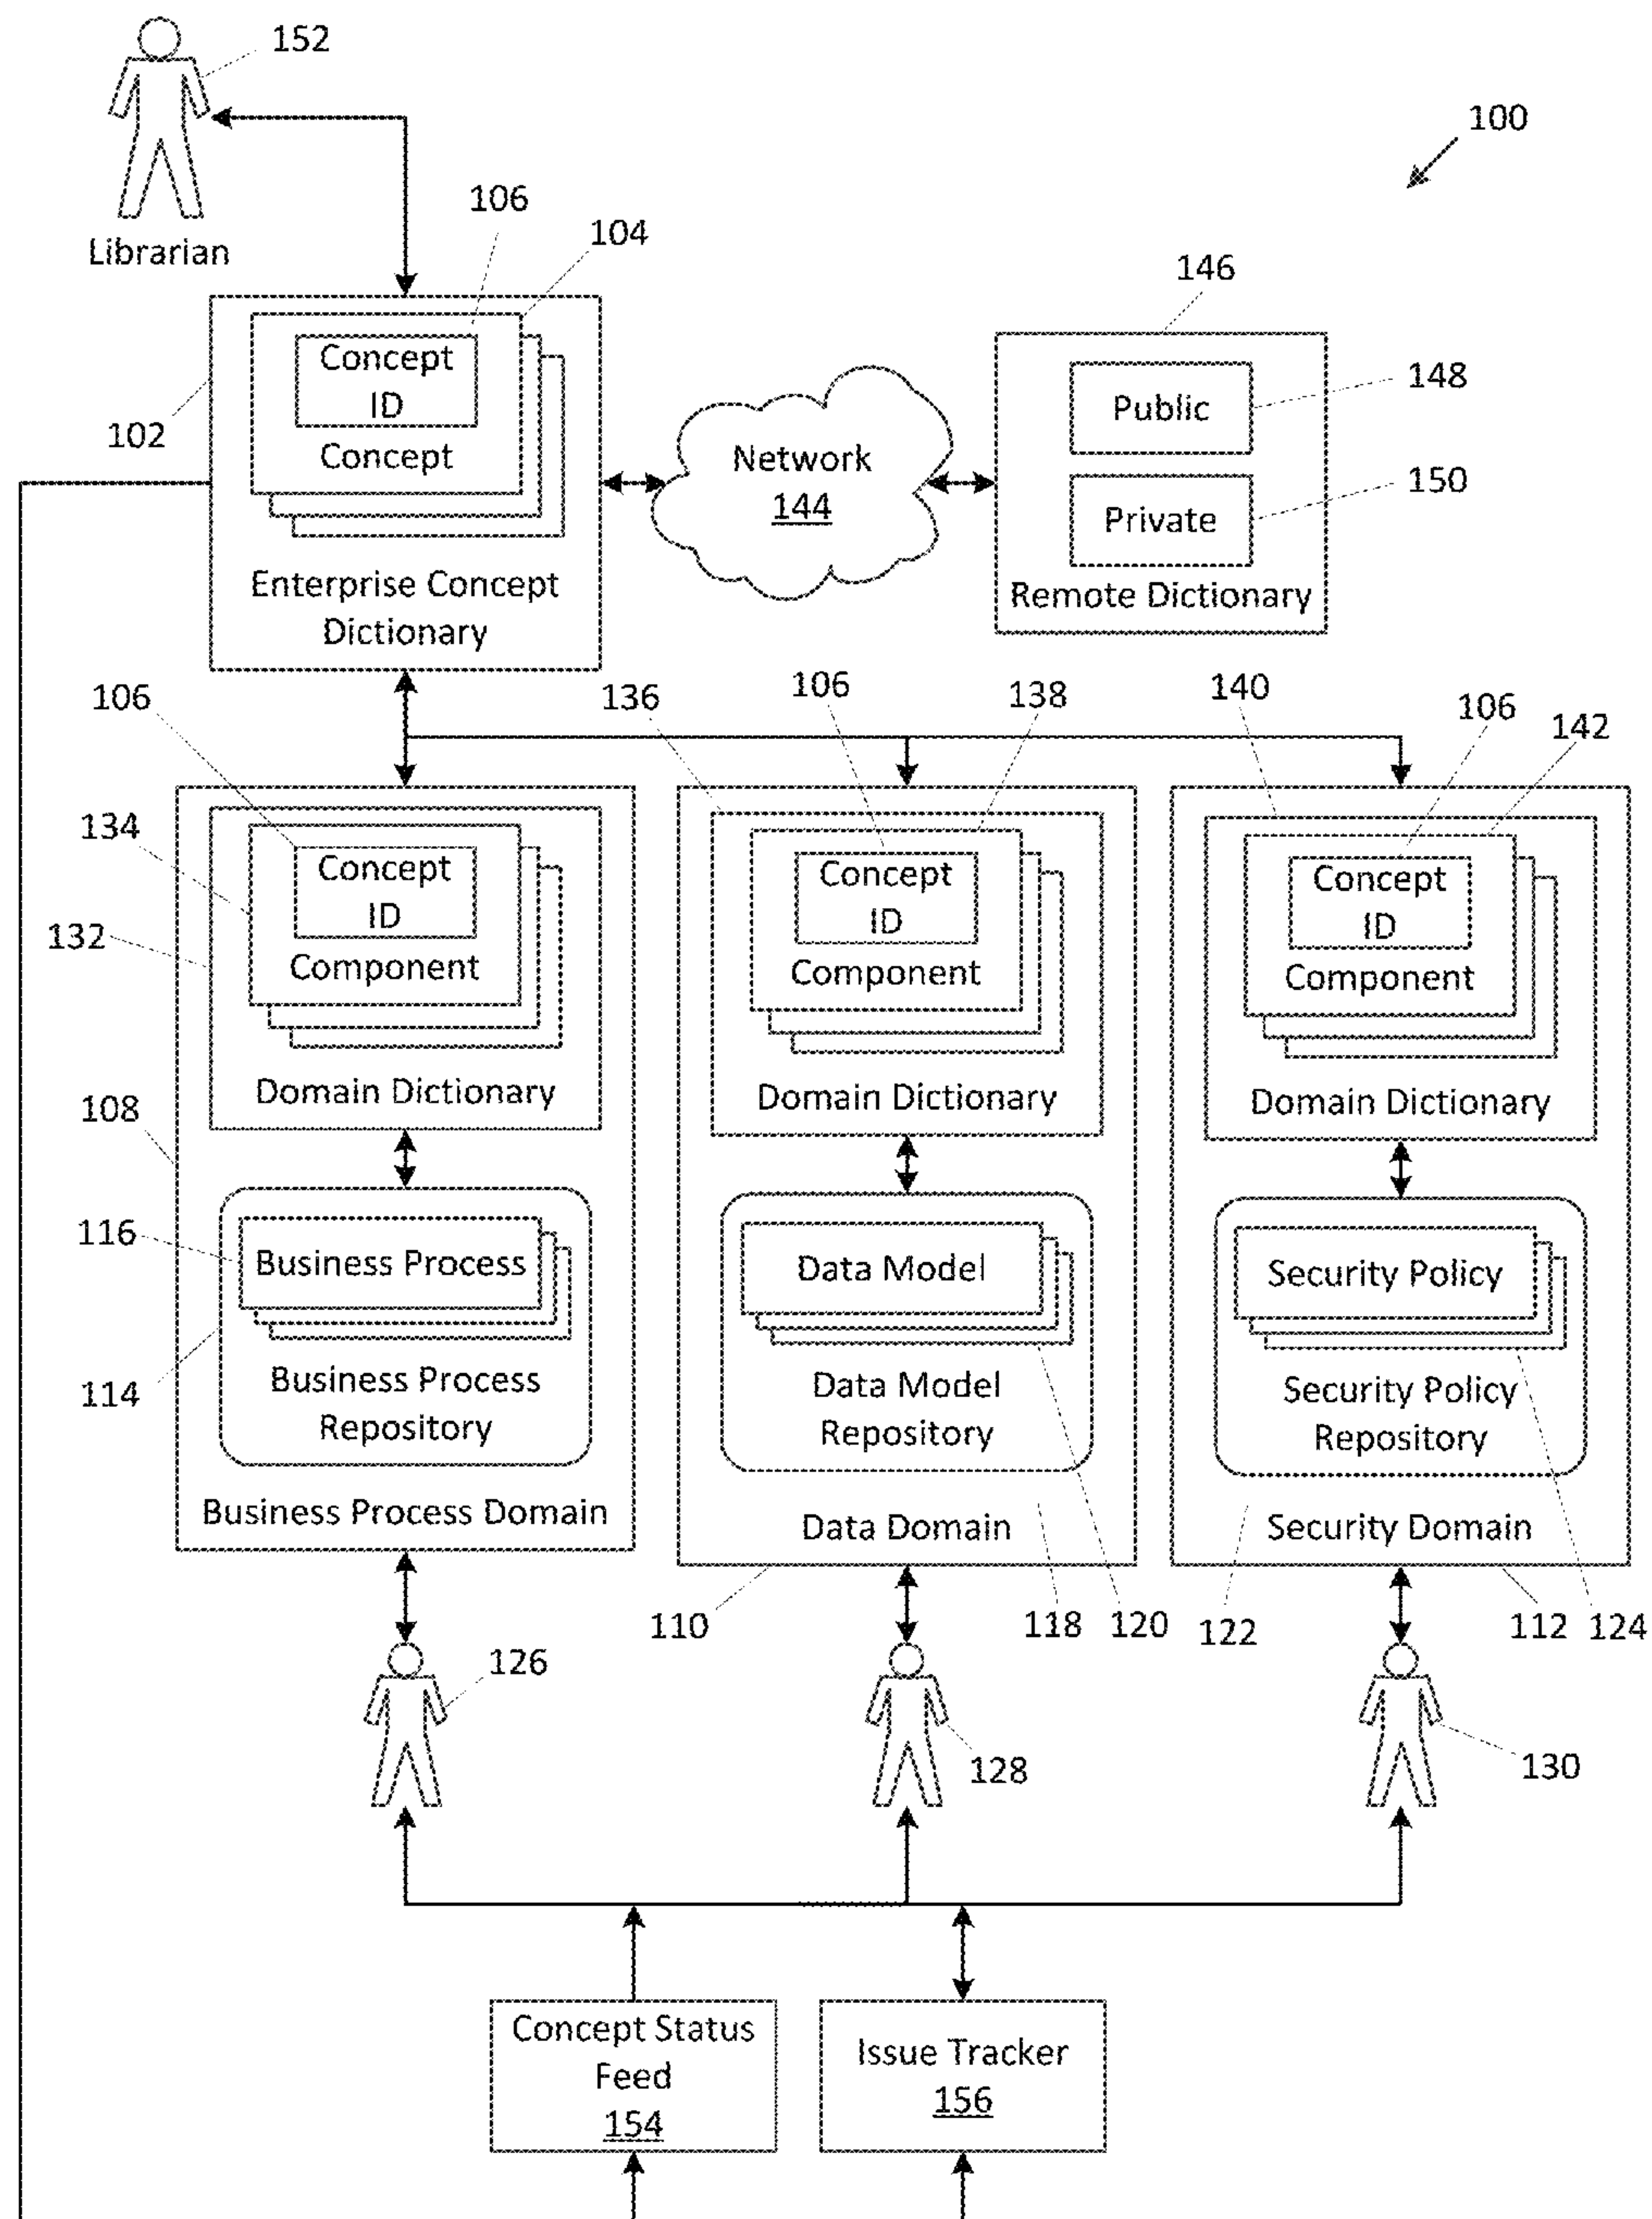 152
100
Librarian
106
104
146
Concept
ID
Concept
102
Enterprise Concept
Dictionary
Network
144
Public
148
Private
150
Remote Dictionary
106
136
106
138
140
106
142
134
132
Concept
ID
Component
Domain Dictionary
Concept
ID
Component
Domain Dictionary
Concept
ID
Component
Domain Dictionary
108
116
114
Business Process
Business Process
Repository
Business Process Domain
Data Model
Data Model
Repository
Data Domain
Security Policy
Security Policy
Repository
Security Domain
110
118
120
122
112
124
126
128
130
Concept Status
Feed
154
Issue Tracker
156